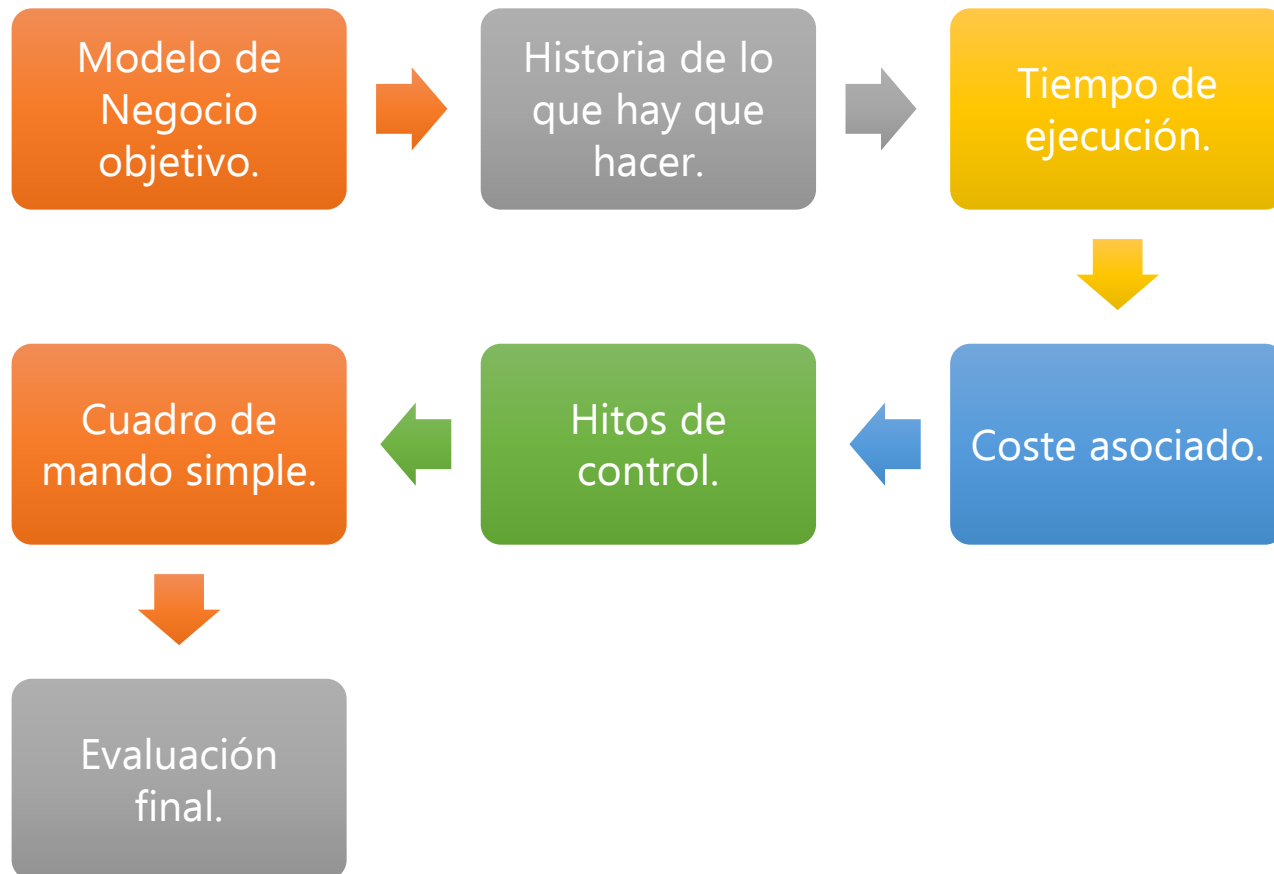 Modelo de
Negocio
objetivo.
Historia de lo
que hay que
hacer.
Tiempo de
ejecución.
Coste asociado.
Hitos de
control.
Cuadro de
mando simple.
Evaluación
final.